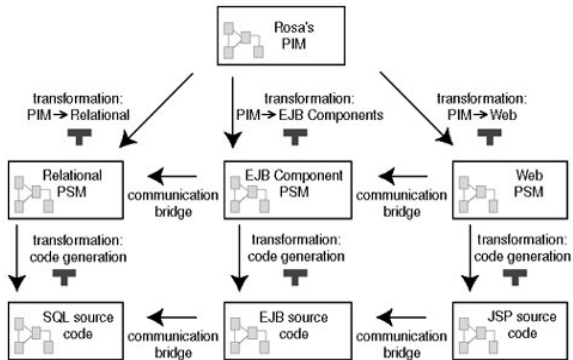 Rosa's
PIM
transformation:
PIM→Relational
transformation:
PIM→EJB Components
transformation:
PIM→Web
Relational
PSM
communication
bridge
EJB Component
PSM
communication
bridge
Web
PSM
transformation:
code generation
transformation:
code generation
transformation:
code generation
SQL source
code
communication
bridge
EJB source
code
communication
bridge
JSP source
code